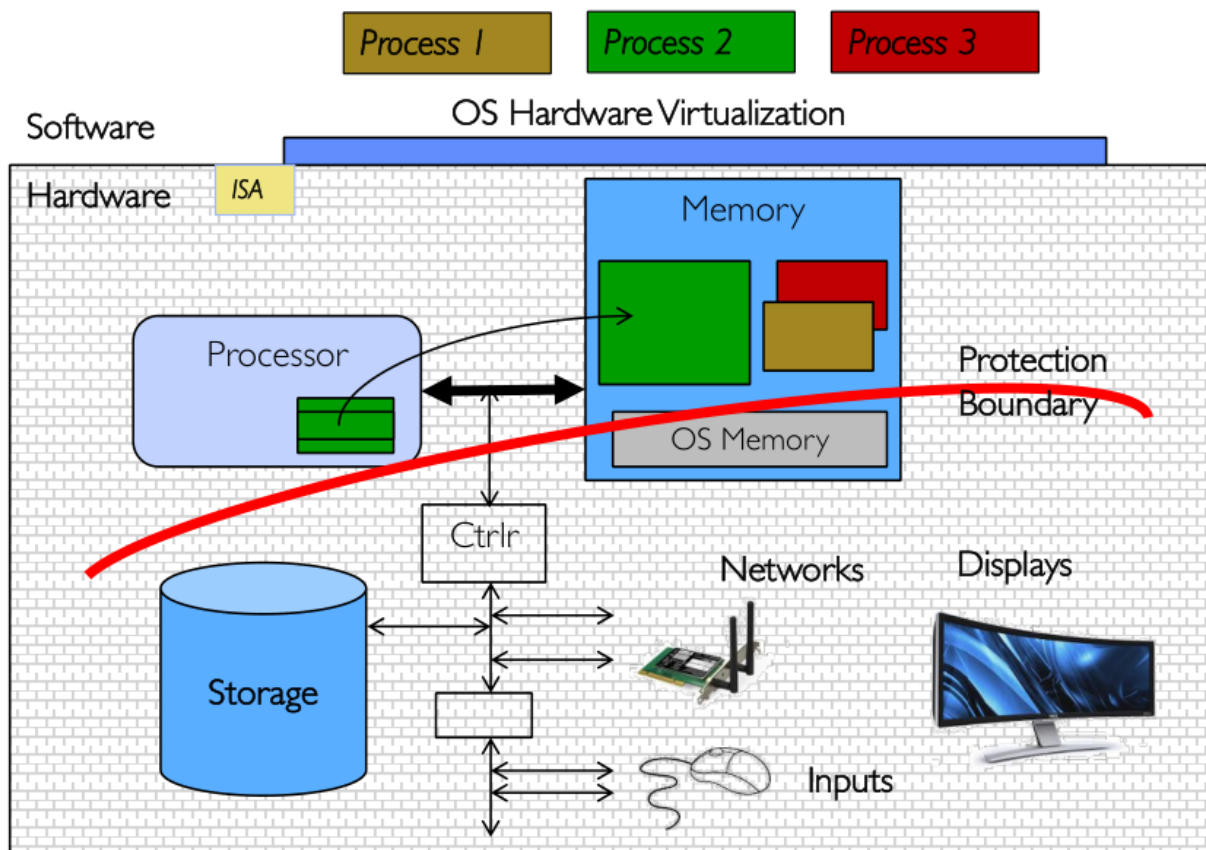 Process 1
Process 2
Process 3
OS Hardware Virtualization
Software
Hardware
ISA
Memory
Processor
Protection
Boundary
OS Memory
Ctrlr
Networks
Displays
Storage
Inputs